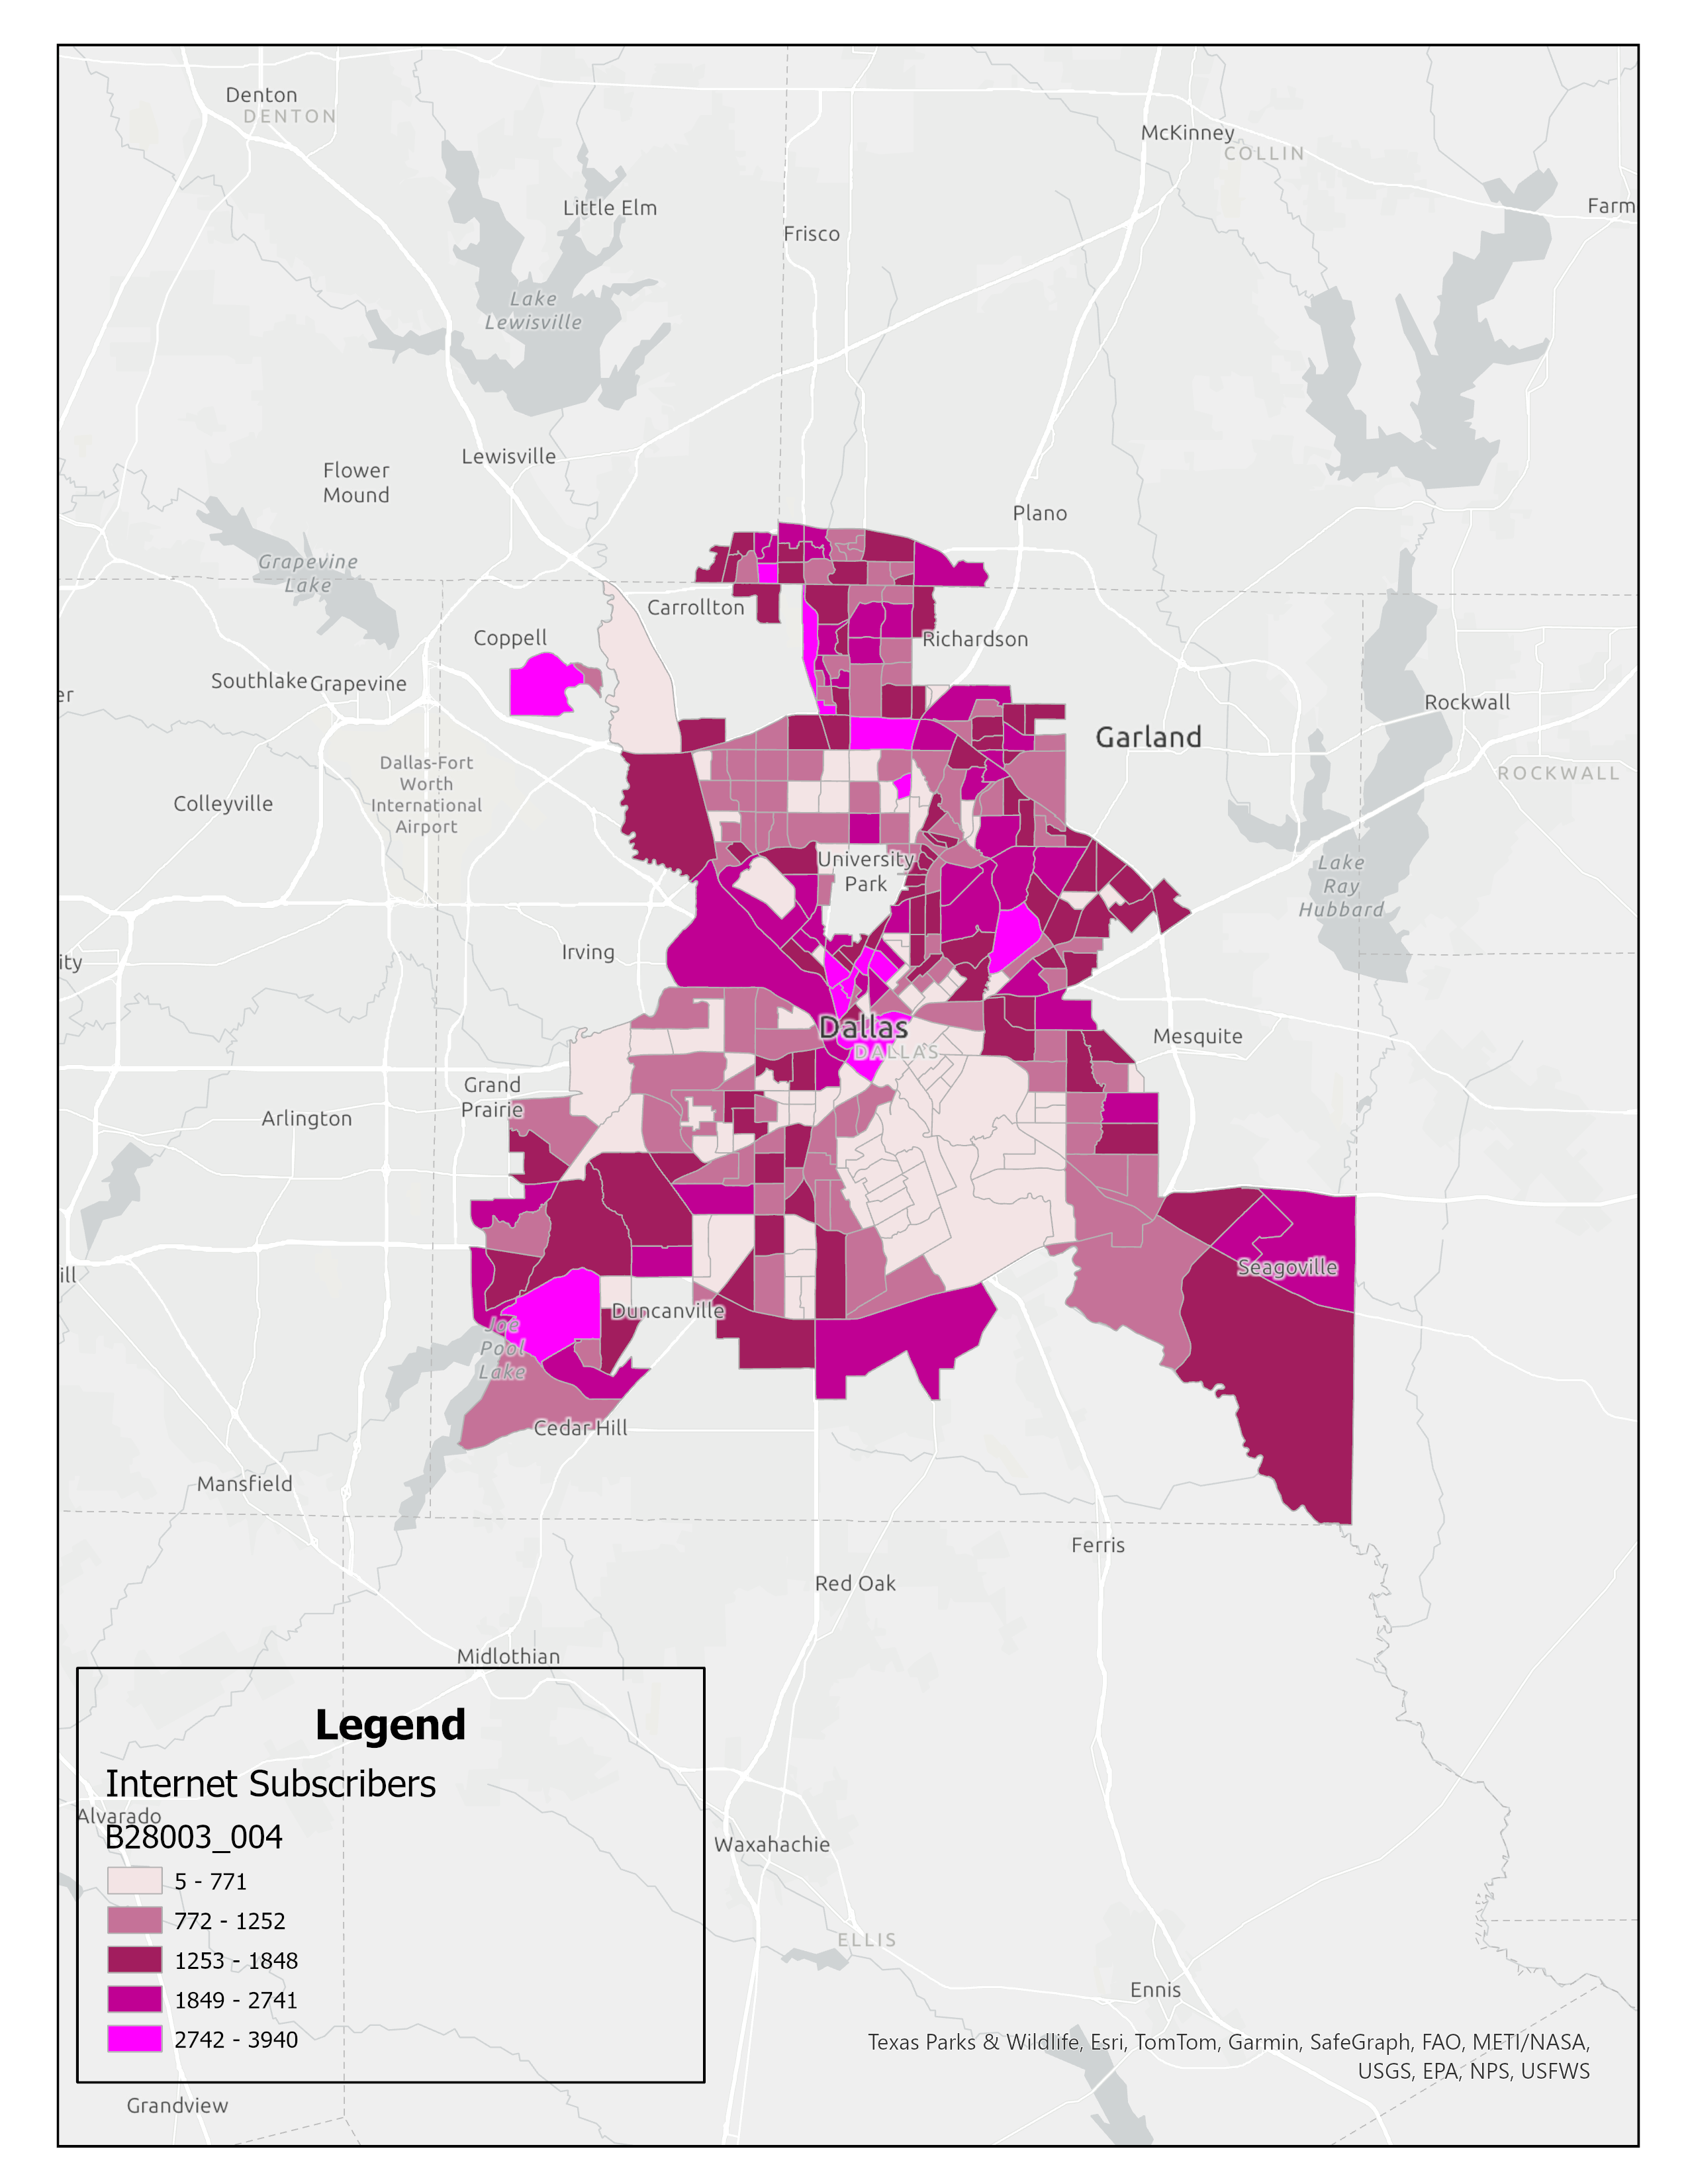 Denton
DENTON
McKinney
COLLIN
Little Elm
Farm
Frisco
Lake
Lewisville
Lewisville
Flower
Mound
Plano
Grapevine
Lake
Carrollton
Coppell
Richardson
Southlake
Grapevine
er
Rockwall
Garland
Dallas-Fort
Worth
International
Airport
ROCKWALL
Colleyville
University
Park
Lake
Ray
Hubbard
Irving
ity
Dallas
DALLAS
Mesquite
Grand
Prairie
Arlington
ill
Seagoville
Duncanville
Joe
Pool
Lake
Cedar Hill
Mansfield
Ferris
Red Oak
Midlothian
Legend
Internet Subscribers
Alvarado
B28003_004
5 - 771
772 - 1252
1253 - 1848
1849 - 2741
2742 - 3940
Waxahachie
ELLIS
Ennis
Grandview
Texas Parks & Wildlife, Esri, TomTom, Garmin, SafeGraph, FAO, METI/NASA,
USGS, EPA, NPS, USFWS